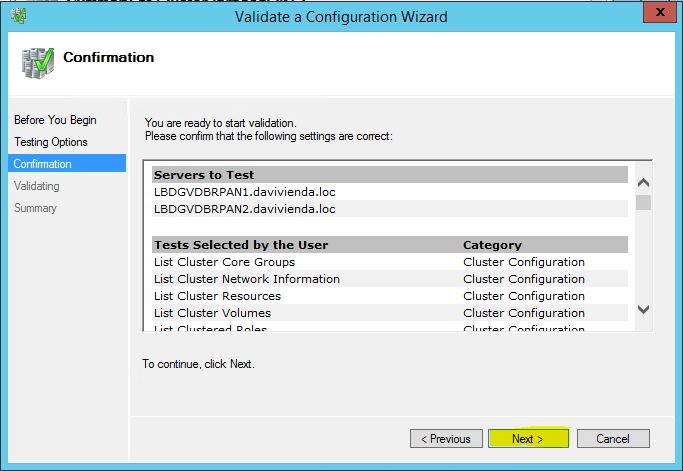 Validate a Configuration Wizard
X
Confirmation
Before You Begin
Testing Options
Confirmation
Validating
Summary
You are ready to start validation.
Please confirm that the following settings are correct:
Servers to Test
LBDGVDBRPAN1.davivienda.loc
LBDGVDBRPAN2.davivienda.loc
Tests Selected by the User Category
List Cluster Core Groups Cluster Configuration
List Cluster Network Information Cluster Configuration
List Cluster Resources Cluster Configuration
List Cluster Volumes Cluster Configuration
List Clustered Roles Cluster Configuration
To continue, click Next.
< Previous Next > Cancel